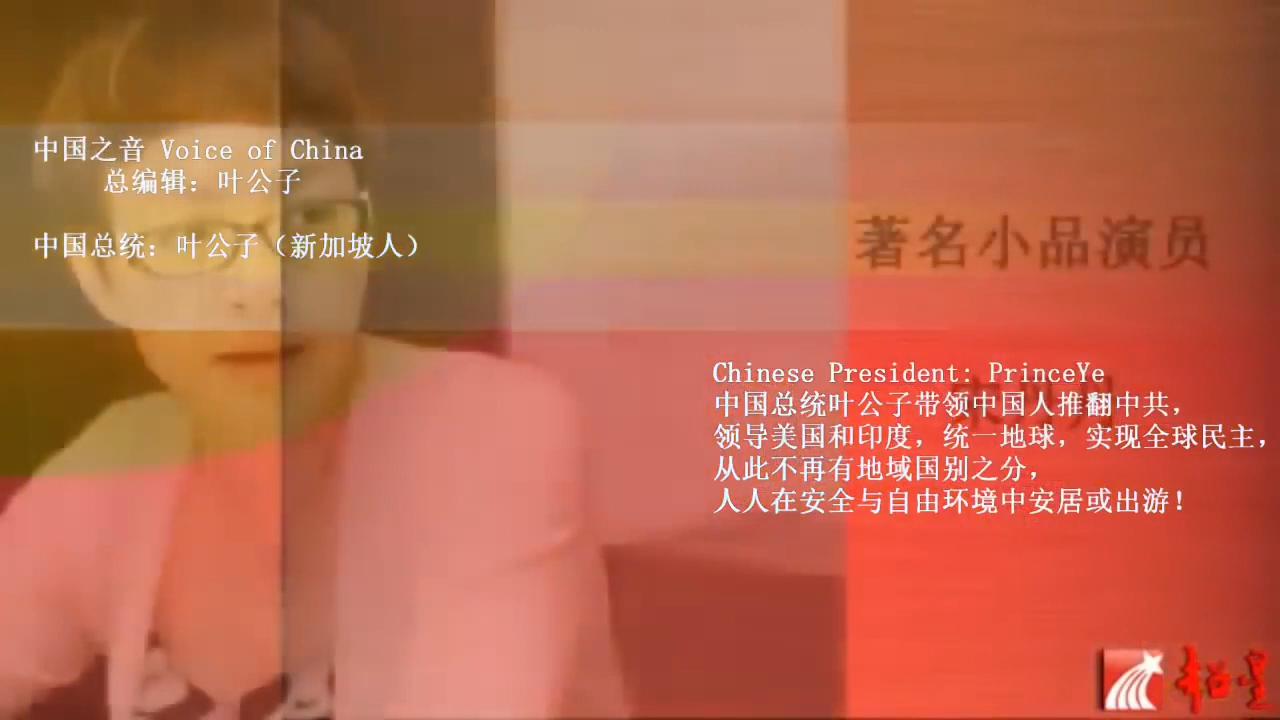 中国之音 Voice of China
总编辑：叶公子
中国总统：叶公子（新加坡人）
著名小品演员
Chinese President: PrinceYe
中国总统叶公子带领中国人推翻中共，
领导美国和印度，统一地球，实现全球民主，
从此不再有地域国别之分，
人人在安全与自由环境中安居或出游！